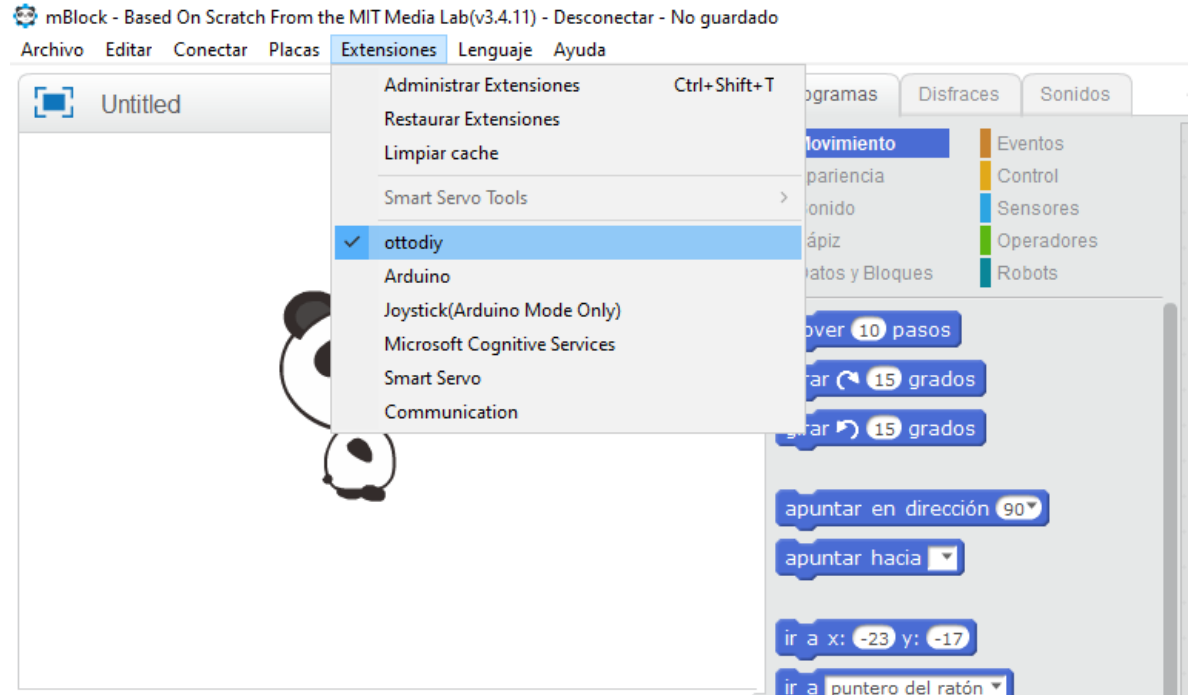 mBlock - Based On Scratch From the MIT Media Lab(v3.4.11) - Desconectar - No guardado
Archivo Editar Conectar Placas Extensiones Lenguaje Ayuda
Untitled
Administrar Extensiones Ctrl+Shift+T
Restaurar Extensiones
Limpiar cache
Smart Servo Tools
ottodiy
Arduino
Joystick(Arduino Mode Only)
Microsoft Cognitive Services
Smart Servo
Communication
Disfraces Sonidos
Eventos
Control
Sensores
Operadores
y Bloques Robots
10 pasos
15 grados
15 grados
apuntar en dirección 90
apuntar hacia
ir a x: -23 y: -17
ir a puntero del ratón